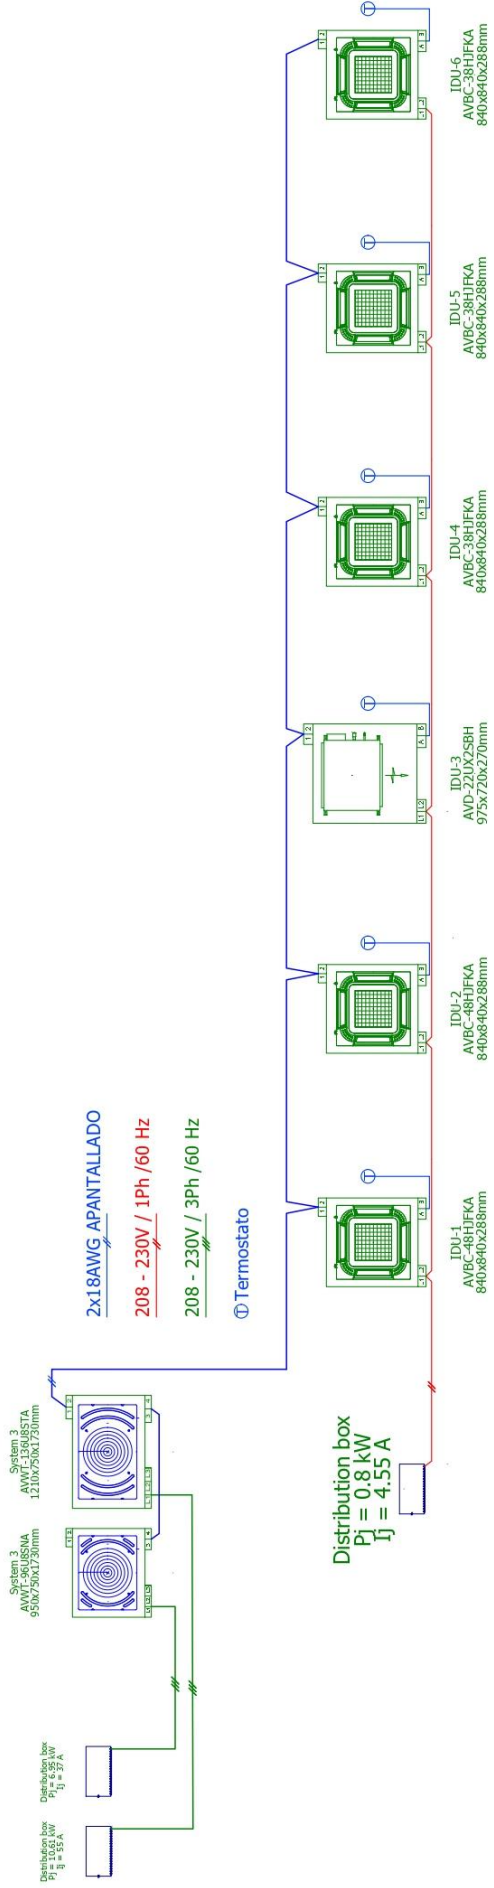 Distribution box
Pj = 10.61 kW
Ij = 55 A
Distribution box
Pj = 6.95 kW
Ij = 37 A
System 3
AVWT-96U8SNA
950x750x1730mm
System 3
AVWT-136U8STA
1210x750x1730mm
2x18AWG APANTALLADO
208 - 230V / 1Ph /60 Hz
208 - 230V / 3Ph /60 Hz
T Termostato
Distribution box
Pj = 0.8 kW
Ij = 4.55 A
IDU-1
AVBC-48HJFKA
840x840x288mm
IDU-2
AVBC-48HJFKA
840x840x288mm
IDU-3
AVD-22UX2SBH
975x720x270mm
1 2
L1 L2
A B
IDU-4
AVBC-38HJFKA
840x840x288mm
IDU-5
AVBC-38HJFKA
840x840x288mm
IDU-6
AVBC-38HJFKA
840x840x288mm